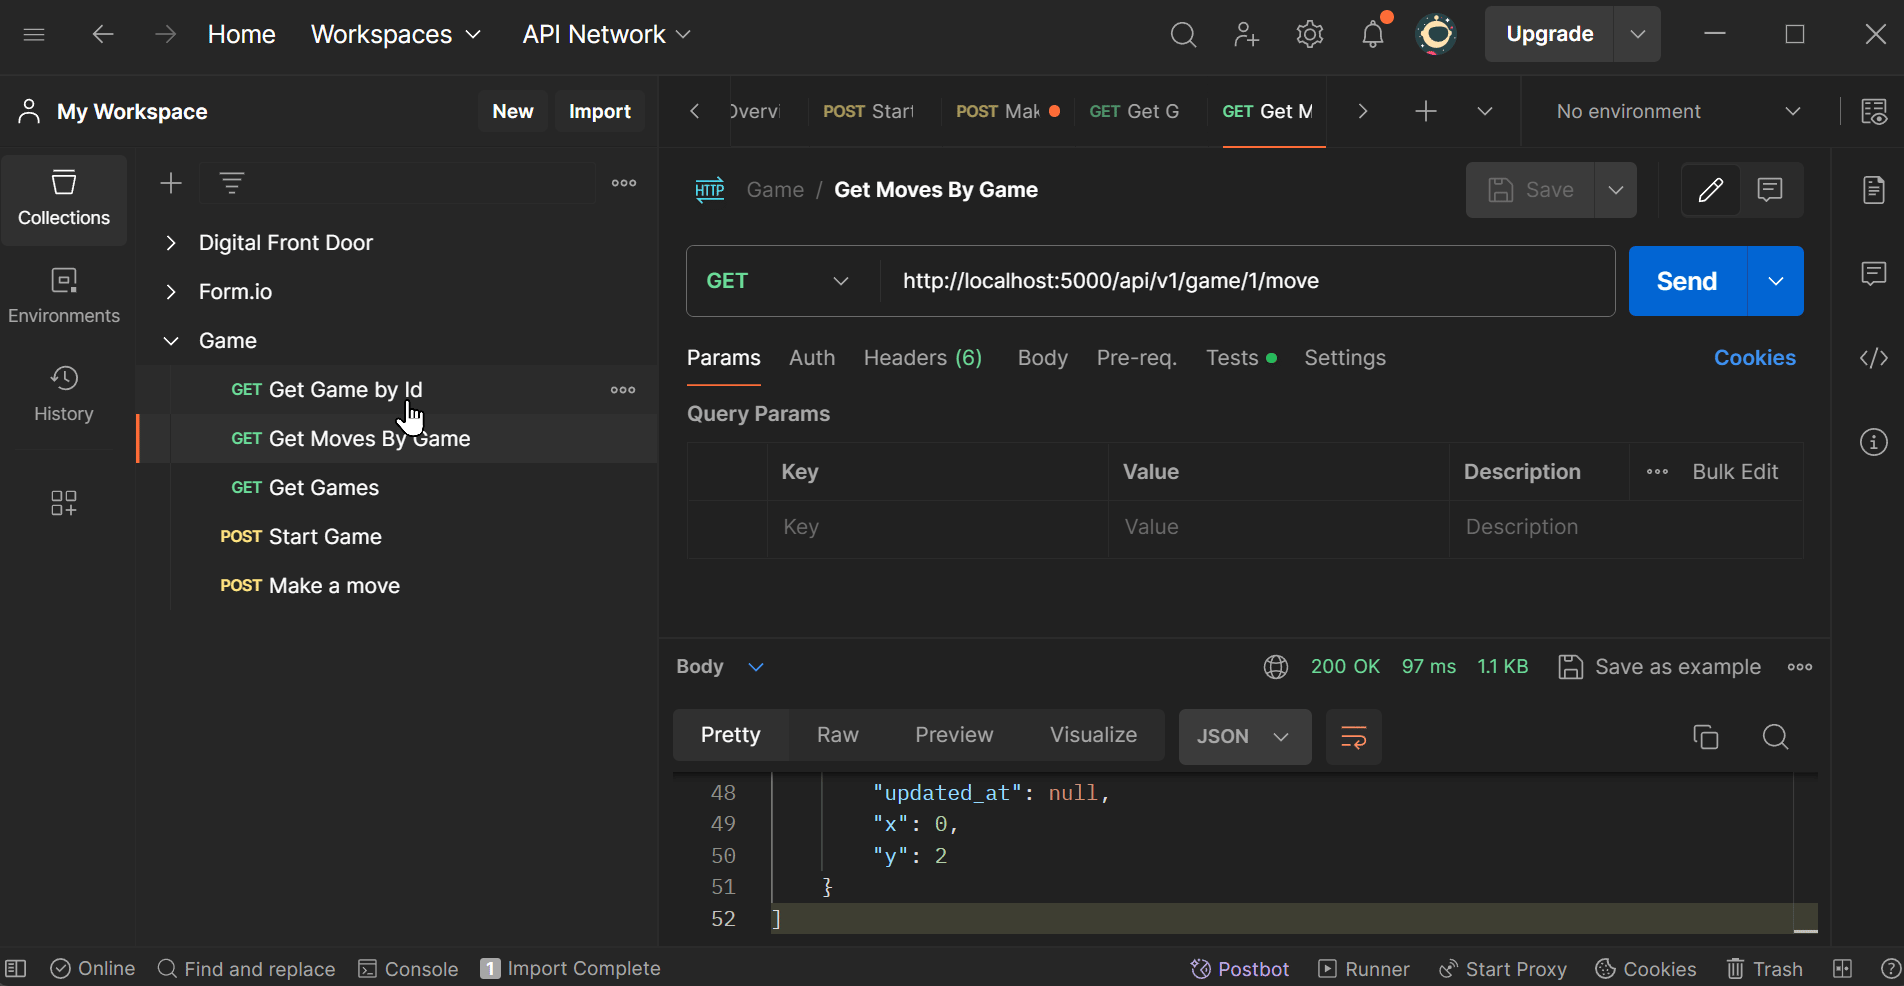 Home Workspaces API Network Upgrade
My Workspace New Import
Overvi POST Start POST Mak GET Get G GET Get M No environment
Collections
Environments
History
Digital Front Door
Form.io
Game
GET Get Game by Id
GET Get Moves By Game
GET Get Games
POST Start Game
POST Make a move
HTTP Game / Get Moves By Game Save
GET http://localhost:5000/api/v1/game/1/move Send
Params Auth Headers (6) Body Pre-req. Tests Settings Cookies
Query Params
Key Value Description Bulk Edit
Key Value Description
Body 200 OK 97 ms 1.1 KB Save as example
Pretty Raw Preview Visualize JSON
48 "updated_at": null,
49 "x": 0,
50 "y": 2
51 }
52 ]
Online Find and replace Console 1 Import Complete Postbot Runner Start Proxy Cookies Trash